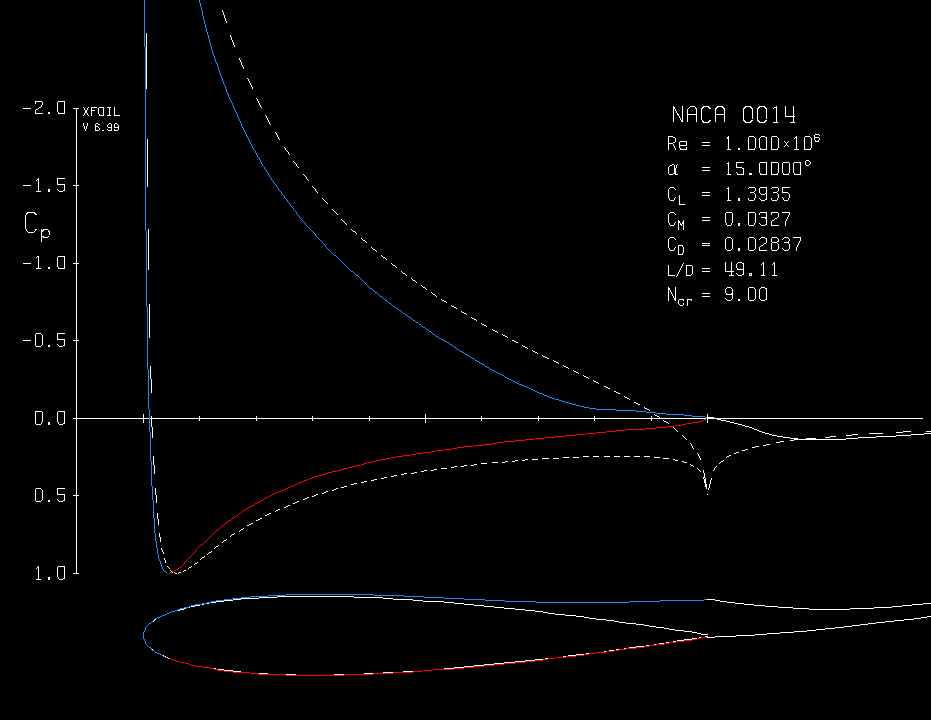 -2.0
XFOIL
V 6.99
-1.5
Cp
-1.0
-0.5
0.0
0.5
1.0
NACA 0014
Re = 1.000×10⁶
α = 15.0000°
CL = 1.3935
CM = 0.0327
CD = 0.02837
L/D = 49.11
Ncr = 9.00